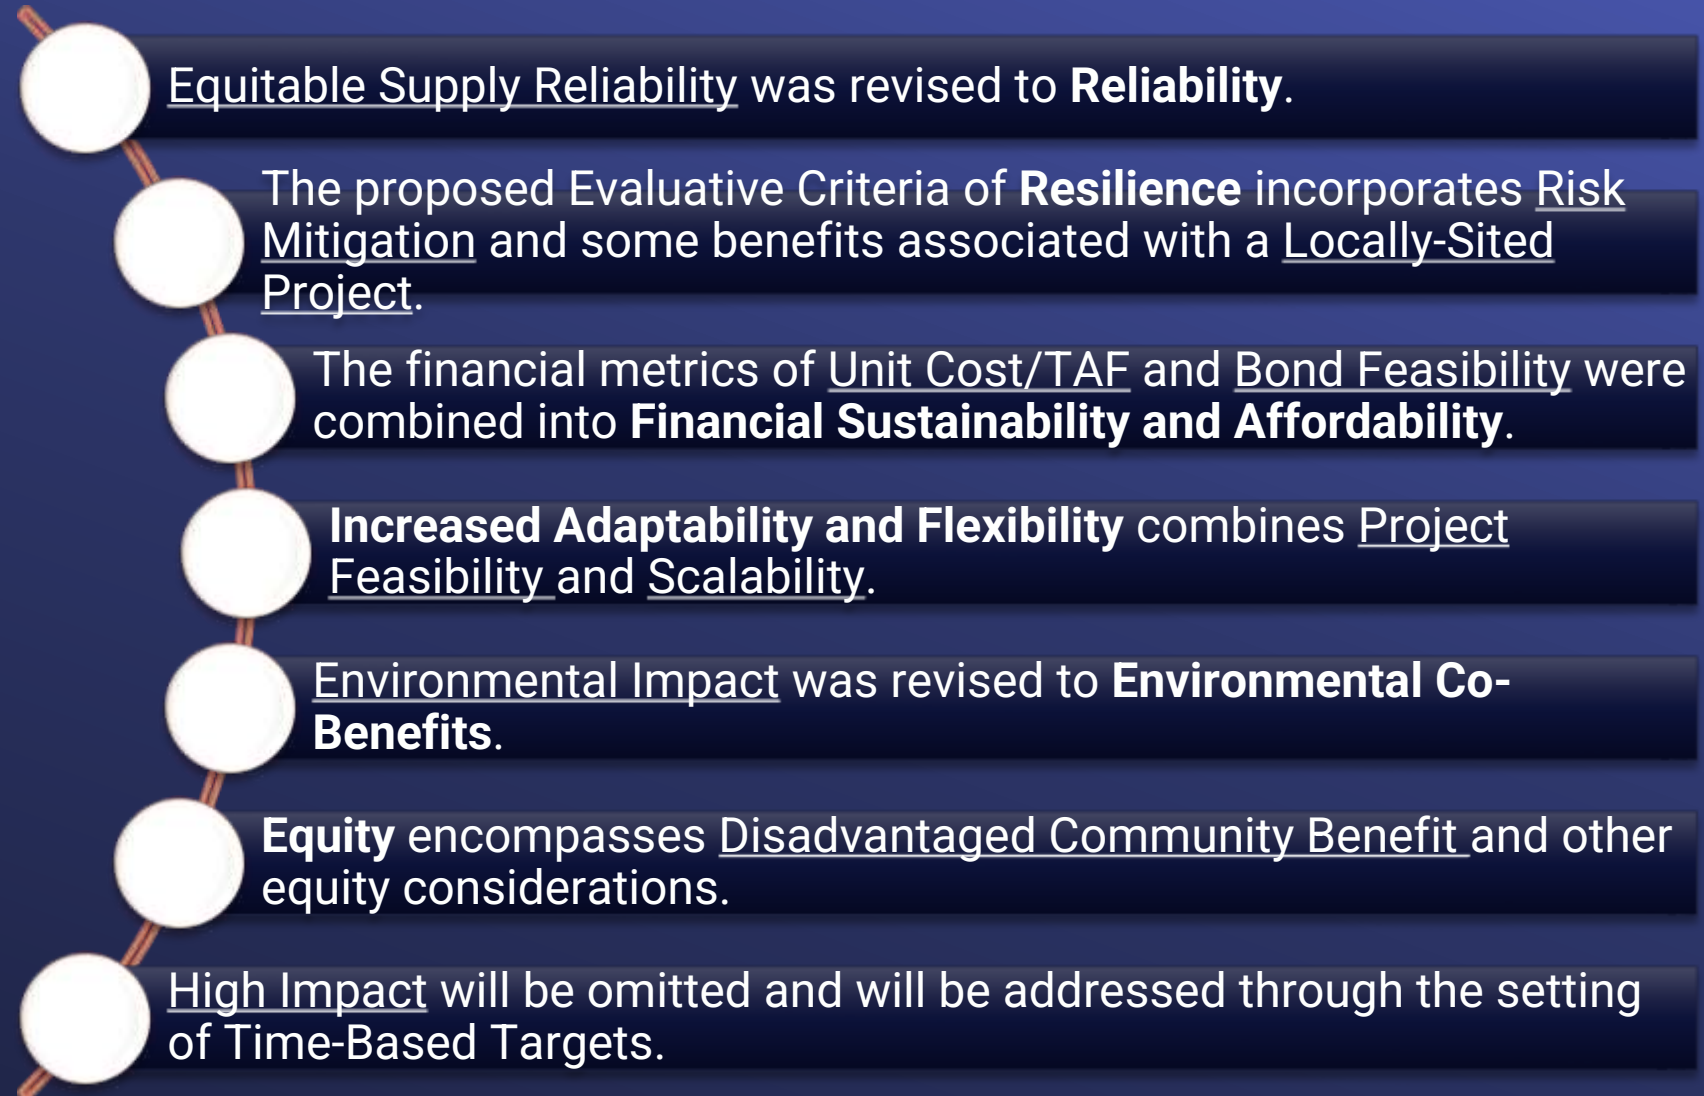 Equitable Supply Reliability was revised to Reliability.
The proposed Evaluative Criteria of Resilience incorporates Risk
Mitigation and some benefits associated with a Locally-Sited
Project.
The financial metrics of Unit Cost/TAF and Bond Feasibility were
combined into Financial Sustainability and Affordability.
Increased Adaptability and Flexibility combines Project
Feasibility and Scalability.
Environmental Impact was revised to Environmental Co-
Benefits.
Equity encompasses Disadvantaged Community Benefit and other
equity considerations.
High Impact will be omitted and will be addressed through the setting
of Time-Based Targets.